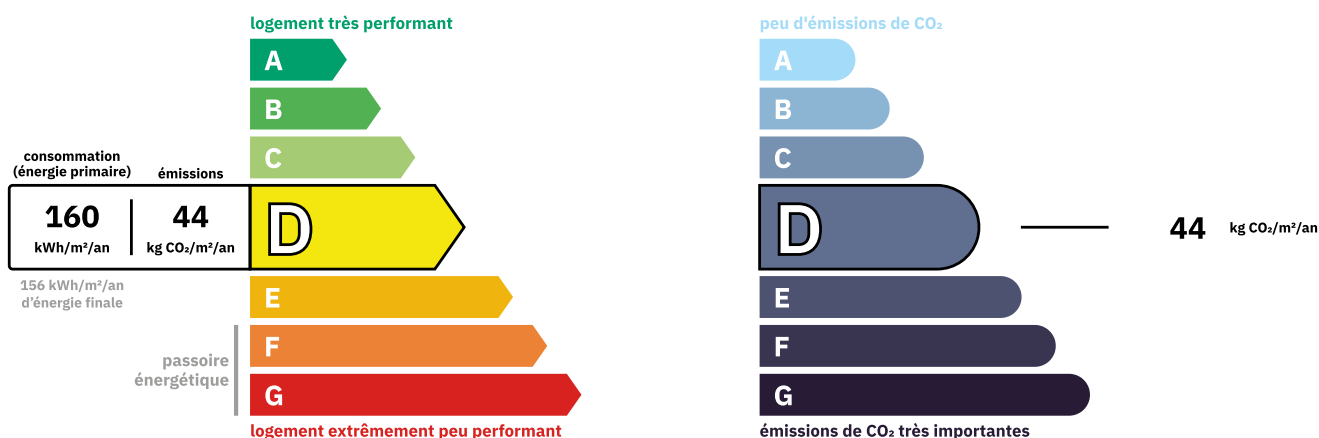 logement très performant
A
B
C
consommation
(énergie primaire)
émissions
160
kWh/m²/an
44
kg CO₂/m²/an
D
156 kWh/m²/an
d'énergie finale
E
F
passoire
énergétique
G
logement extrêmement peu performant
peu d'émissions de CO₂
A
B
C
D
44 kg CO₂/m²/an
E
F
G
émissions de CO₂ très importantes